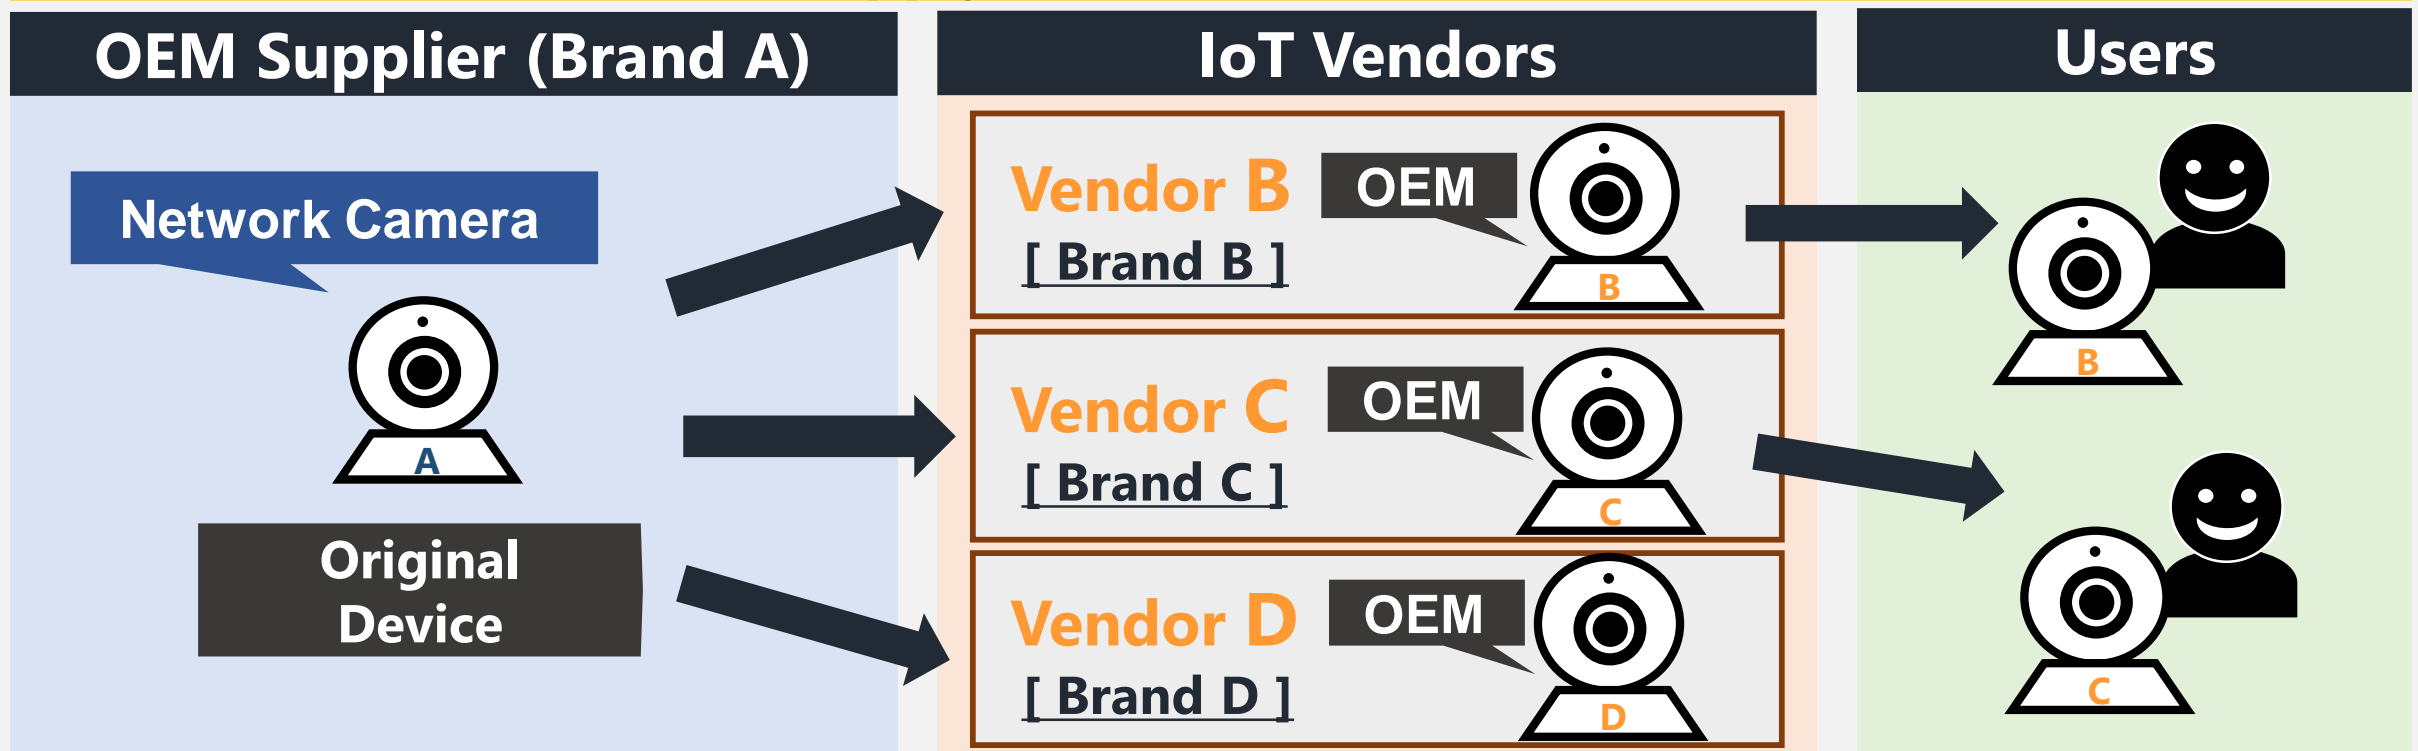 OEM Supplier (Brand A)
Network Camera
A
Original
Device
IoT Vendors
Vendor B
[ Brand B ]
OEM
B
Vendor C
[ Brand C ]
OEM
C
Vendor D
[ Brand D ]
OEM
D
Users
B
C